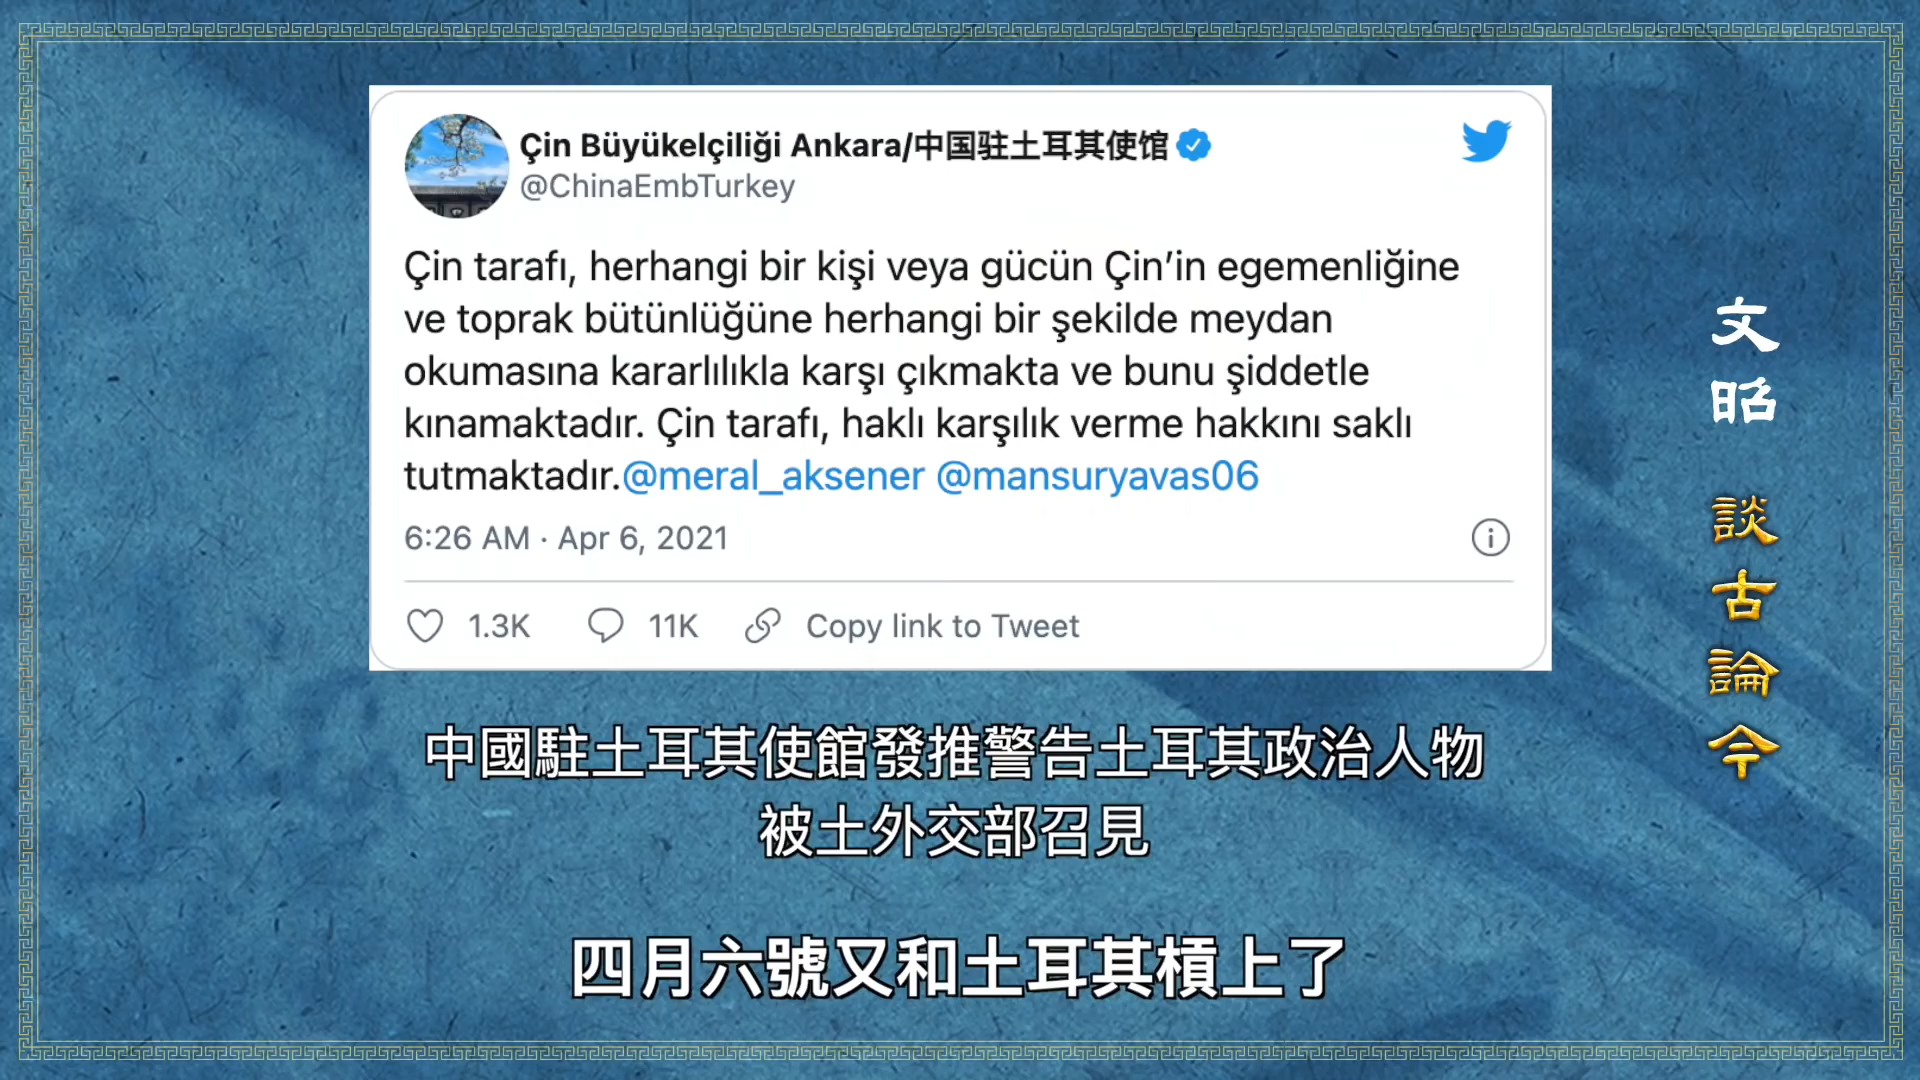 Çin Büyükelçiliği Ankara/中国驻土耳其使馆
@ChinaEmbTurkey
Çin tarafı, herhangi bir kişi veya gücün Çin’in egemenliğine
ve toprak bütünlüğüne herhangi bir şekilde meydan
okumasına kararlılıkla karşı çıkmakta ve bunu şiddetle
kınamaktadır. Çin tarafı, haklı karşılık verme hakkını saklı
tutmaktadır.@meral_aksener @mansuryavas06
6:26 AM · Apr 6, 2021
1.3K 11K Copy link to Tweet
文昭 談古論今
中國駐土耳其使館發推警告土耳其政治人物
被土外交部召見
四月六號又和土耳其槓上了